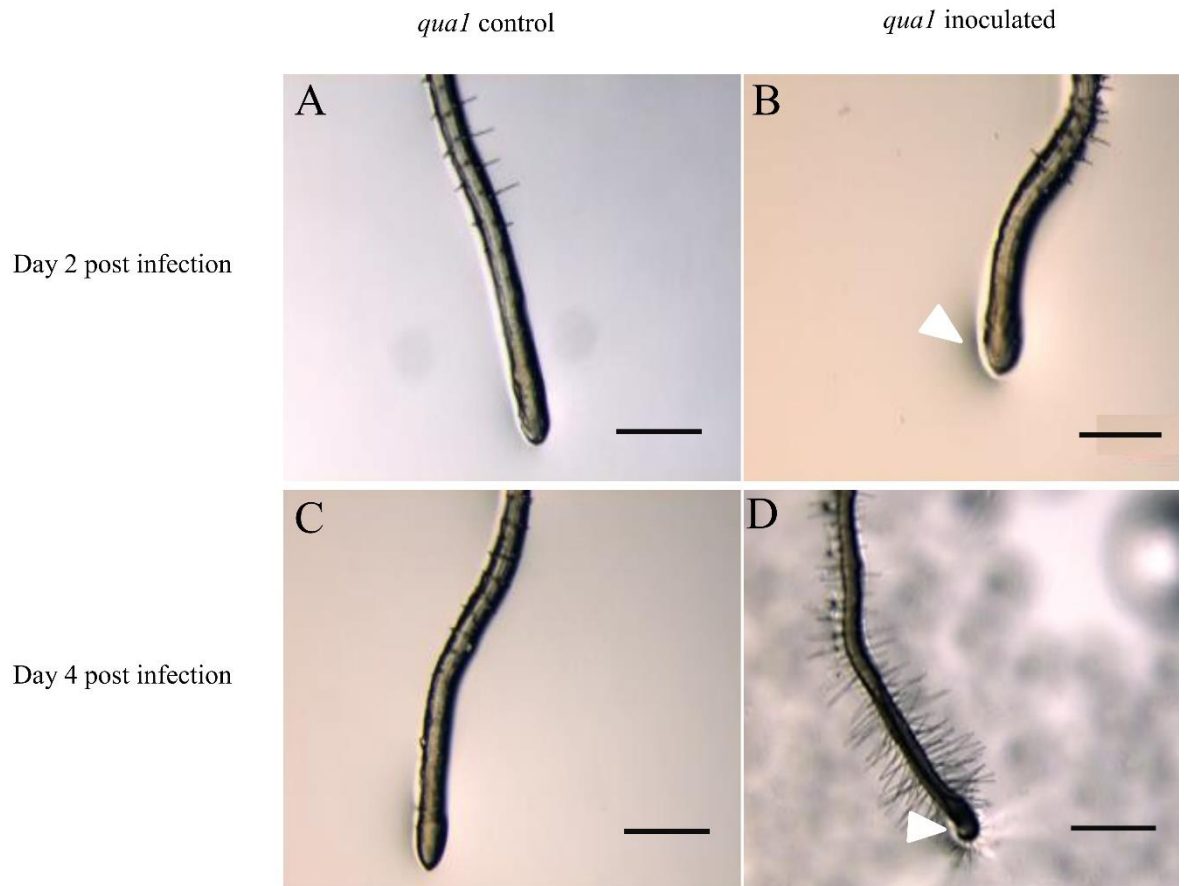 qua1 control
qua1 inoculated
A
B
Day 2 post infection
C
D
Day 4 post infection